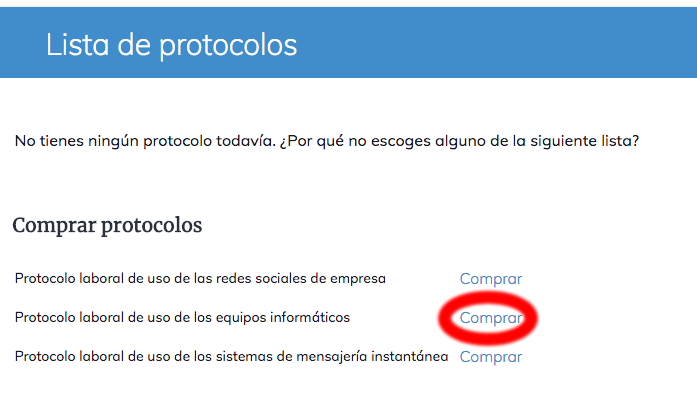 Lista de protocolos
No tienes ningún protocolo todavía. ¿Por qué no escoges alguno de la siguiente lista?
Comprar protocolos
Protocolo laboral de uso de las redes sociales de empresa Comprar
Protocolo laboral de uso de los equipos informáticos Comprar
Protocolo laboral de uso de los sistemas de mensajería instantánea Comprar